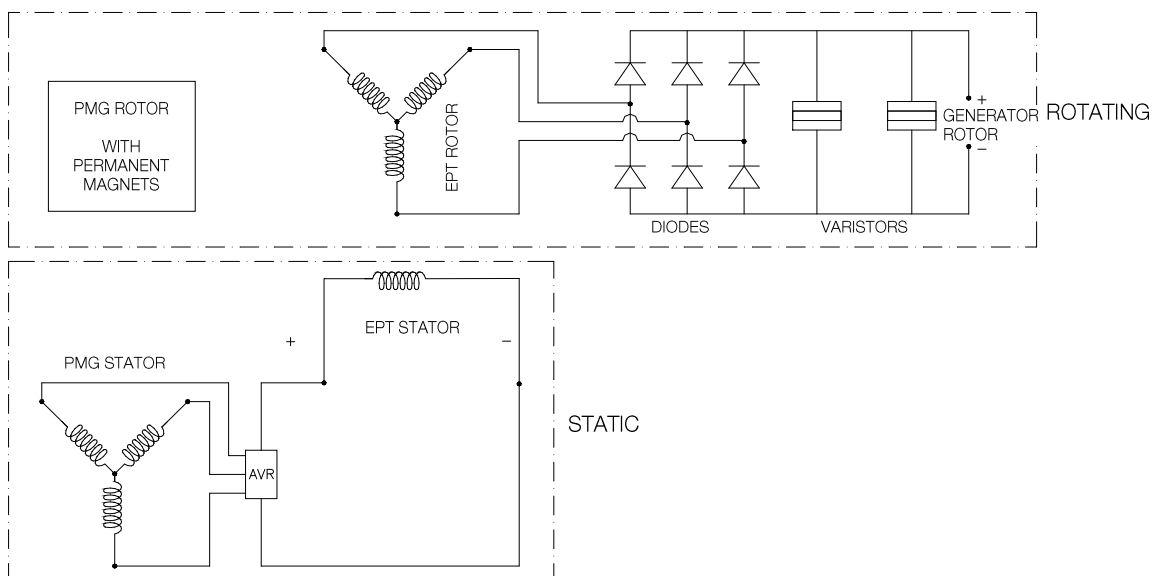 PMG ROTOR
WITH
PERMANENT
MAGNETS
EPT ROTOR
DIODES
VARISTORS
+
GENERATOR
ROTOR
−
ROTATING
EPT STATOR
+
−
PMG STATOR
AVR
STATIC